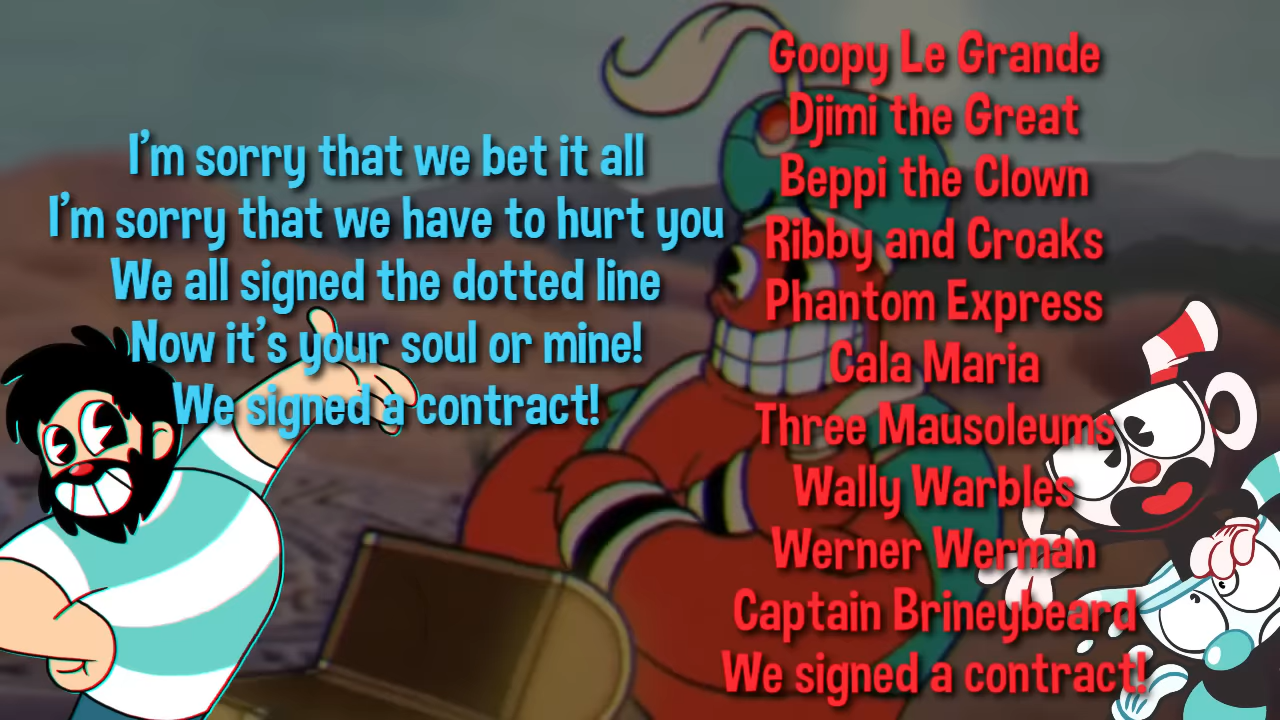 I'm sorry that we bet it all
I'm sorry that we have to hurt you
We all signed the dotted line
Now it's your soul or mine!
We signed a contract!
Goopy Le Grande
Djimi the Great
Beppi the Clown
Ribby and Croaks
Phantom Express
Cala Maria
Three Mausoleums
Wally Warbles
Werner Werman
Captain Brineybeard
We signed a contract!